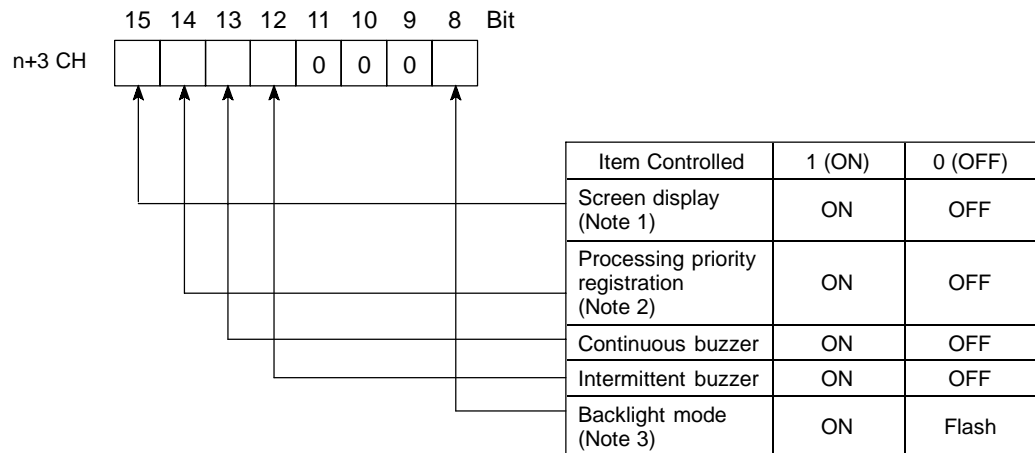 15 14 13 12 11 10 9 8 Bit
n+3 CH 0 0 0
Item Controlled 1 (ON) 0 (OFF)
Screen display
(Note 1) ON OFF
Processing priority
registration
(Note 2) ON OFF
Continuous buzzer ON OFF
Intermittent buzzer ON OFF
Backlight mode
(Note 3) ON Flash